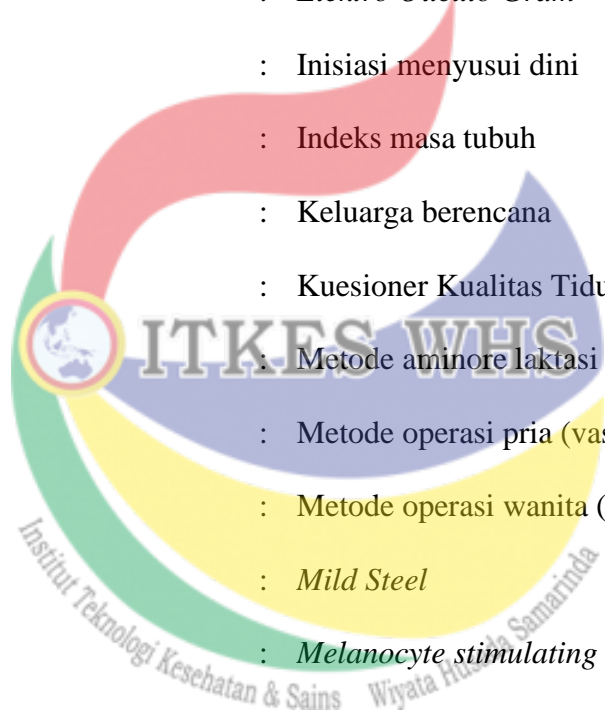 : Inisiasi menyusui dini
: Indeks masa tubuh
: Keluarga berencana
: Kuesioner Kualitas Tidu
ITKES WHS
: Metode aminore laktasi
: Metode operasi pria (vas
: Metode operasi wanita (
: Mild Steel
: Melanocyte stimulating
Institut Teknologi Kesehatan & Sains Wiyata Husada Samarinda